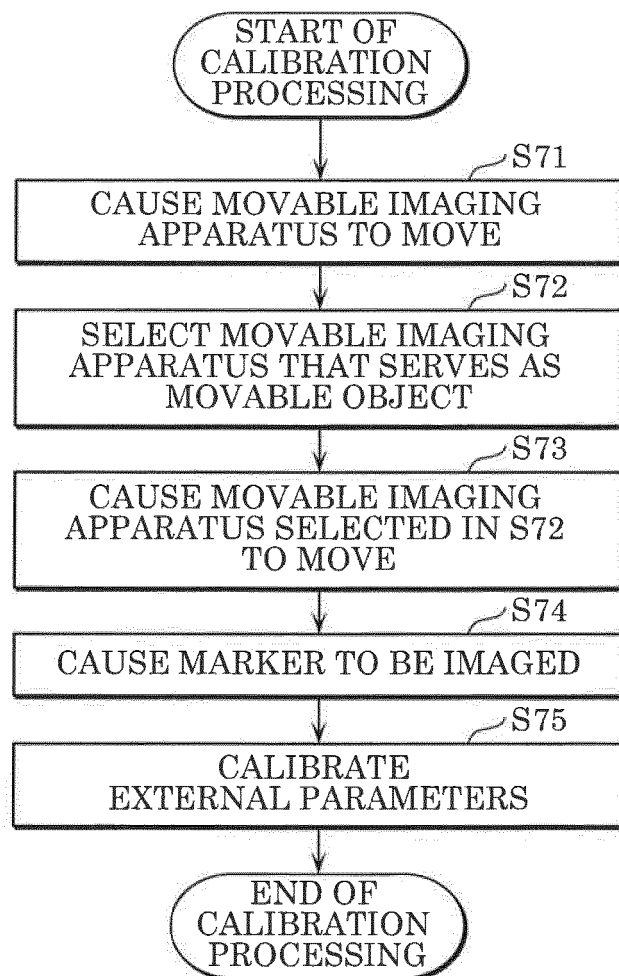 START OF
CALIBRATION
PROCESSING
S71
CAUSE MOVABLE IMAGING
APPARATUS TO MOVE
S72
SELECT MOVABLE IMAGING
APPARATUS THAT SERVES AS
MOVABLE OBJECT
S73
CAUSE MOVABLE IMAGING
APPARATUS SELECTED IN S72
TO MOVE
S74
CAUSE MARKER TO BE IMAGED
S75
CALIBRATE
EXTERNAL PARAMETERS
END OF
CALIBRATION
PROCESSING